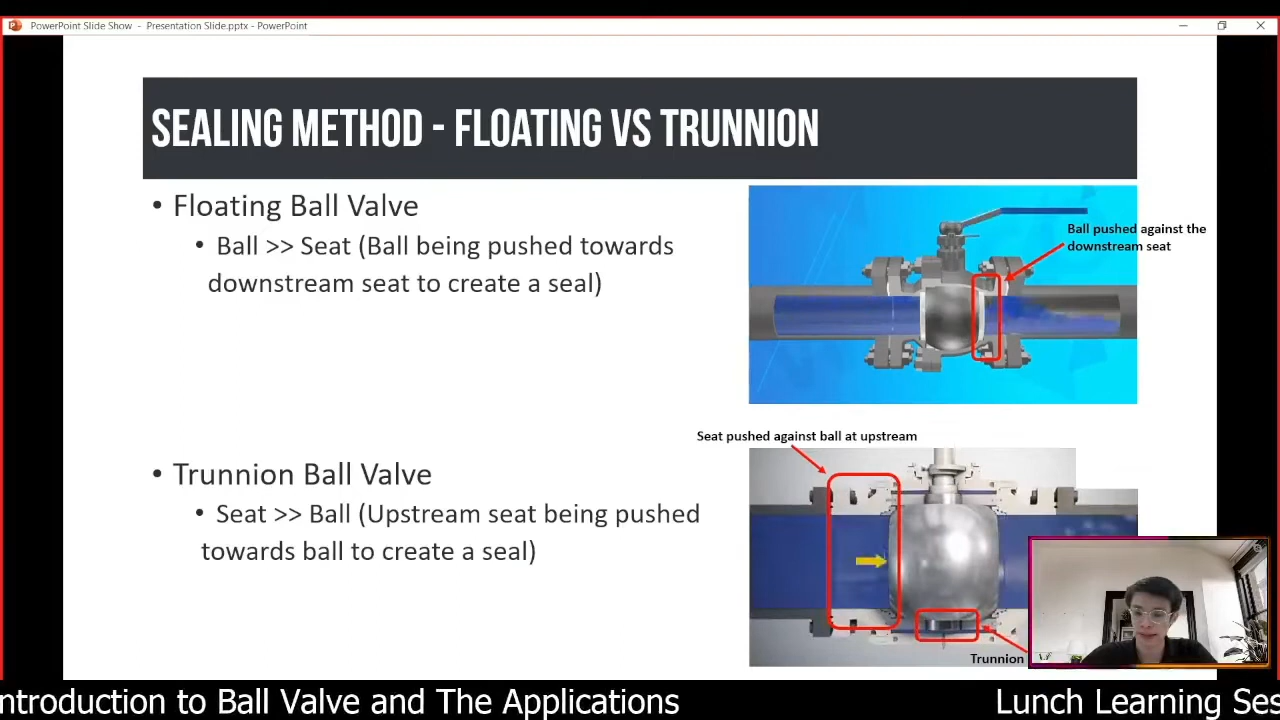 PowerPoint Slide Show - Presentation Slide.pptx - PowerPoint
SEALING METHOD - FLOATING VS TRUNNION
• Floating Ball Valve
• Ball >> Seat (Ball being pushed towards
downstream seat to create a seal)
Ball pushed against the
downstream seat
Seat pushed against ball at upstream
• Trunnion Ball Valve
• Seat >> Ball (Upstream seat being pushed
towards ball to create a seal)
Trunnion
ntroduction to Ball Valve and The Applications
Lunch Learning Ses